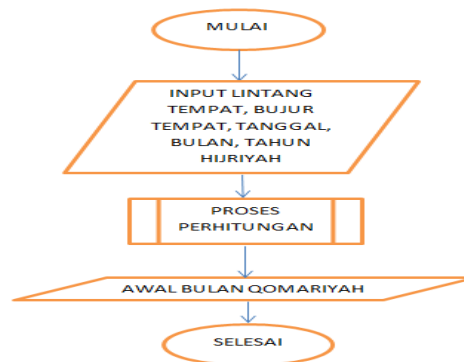 MULAI
INPUT LINTANG
TEMPAT, BUJUR
TEMPAT, TANGGAL,
BULAN, TAHUN
HIJRIYAH
PROSES
PERHITUNGAN
AWAL BULAN QOMARIYAH
SELESAI